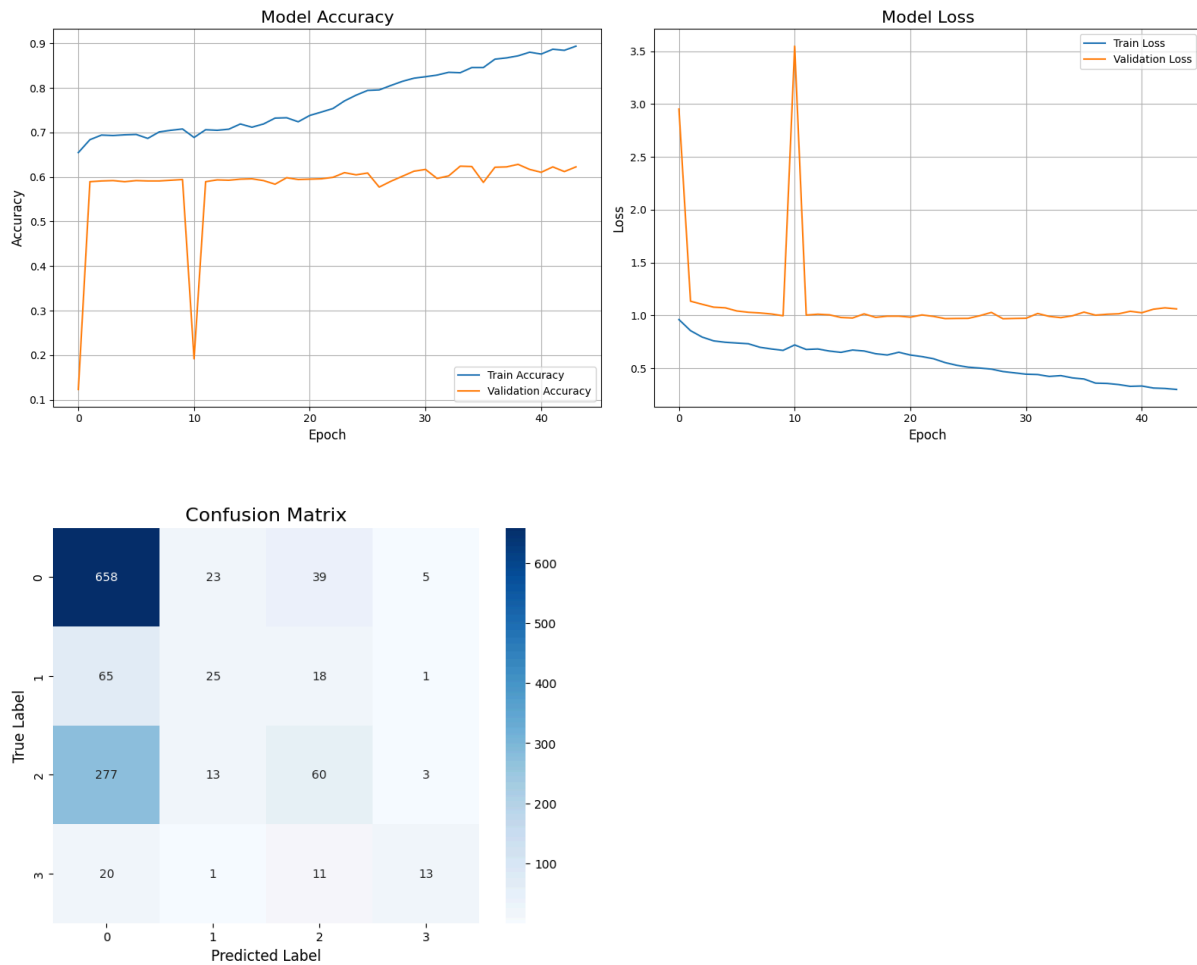 Model Accuracy
0.9
0.8
0.7
0.6
0.5
0.4
0.3
0.2
0.1
Accuracy
Train Accuracy
Validation Accuracy
0 10 20 30 40
Epoch
Model Loss
3.5
3.0
2.5
2.0
1.5
1.0
0.5
Loss
Train Loss
Validation Loss
0 10 20 30 40
Epoch
Confusion Matrix
True Label
0 658 23 39 5
1 65 25 18 1
2 277 13 60 3
3 20 1 11 13
0 1 2 3
Predicted Label
600
500
400
300
200
100